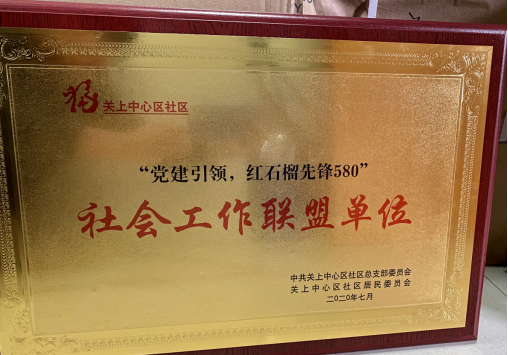 关上中心区社区
“党建引领，红石榴先锋580”
社会工作联盟单位
中共关上中心区社区总支部委员会
关上中心区社区居民委员会
二〇二〇年七月